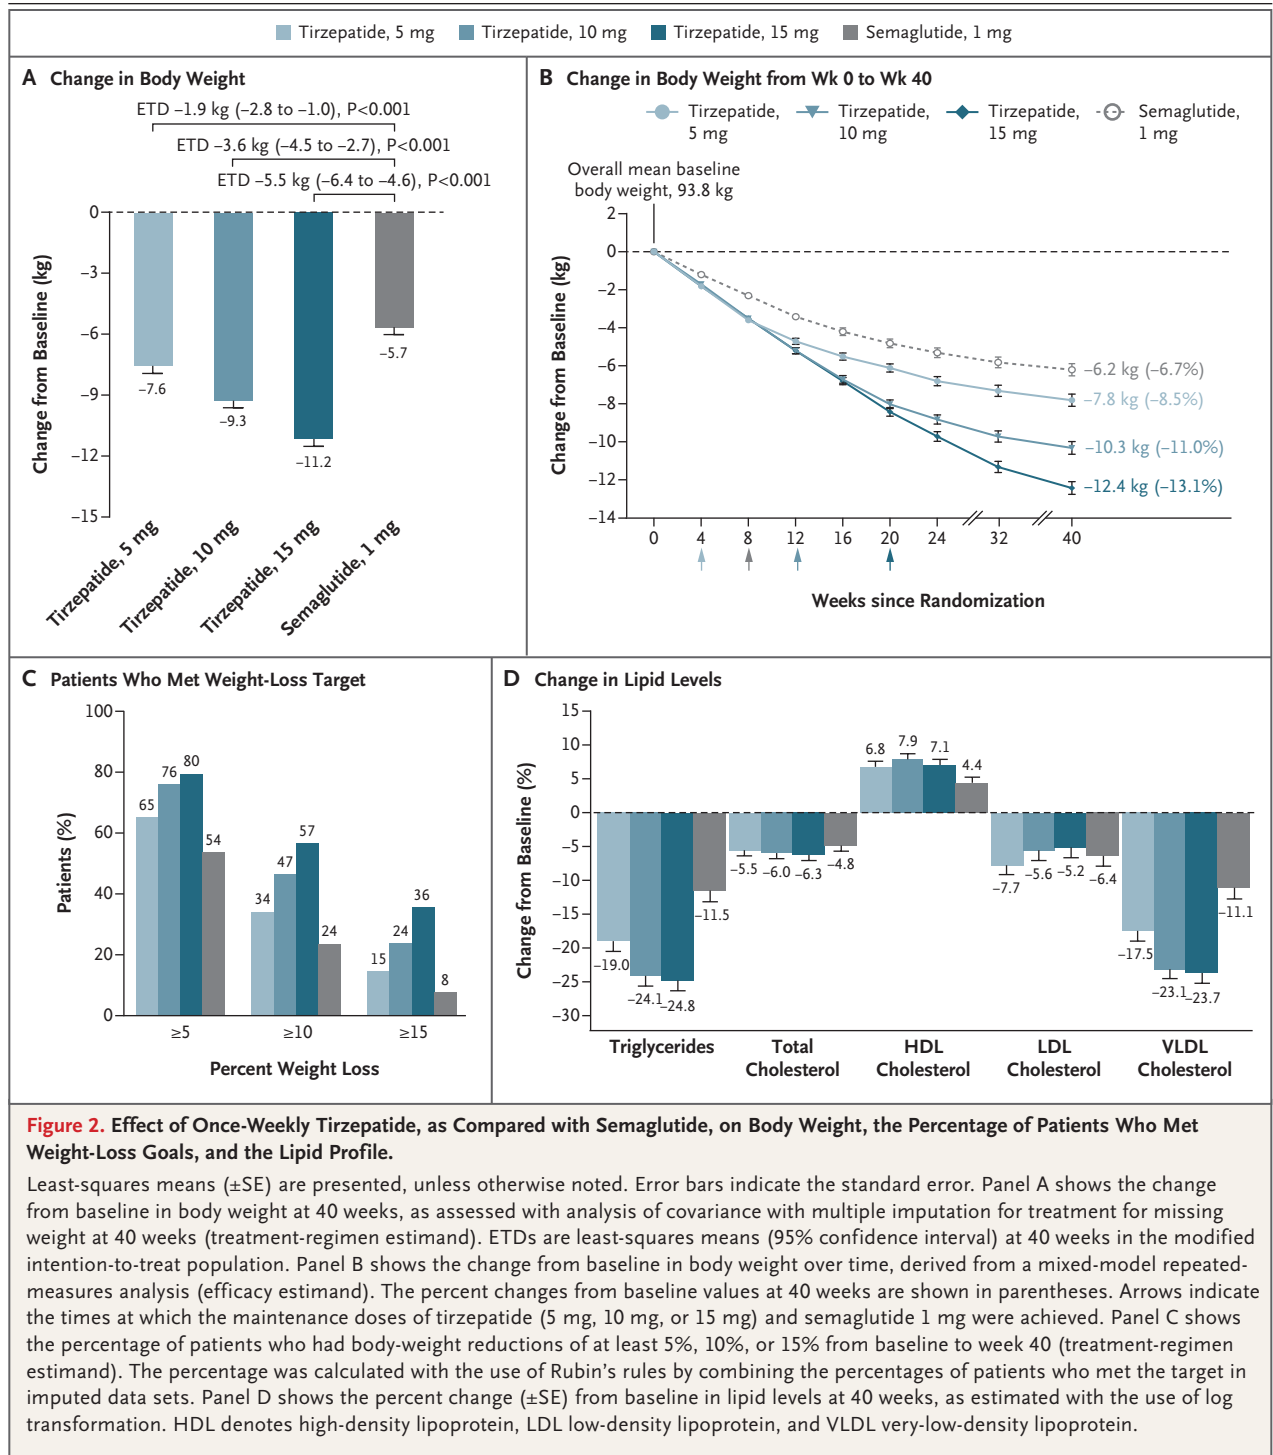 Tirzepatide, 5 mg Tirzepatide, 10 mg Tirzepatide, 15 mg Semaglutide, 1 mg
A Change in Body Weight
ETD –1.9 kg (–2.8 to –1.0), P<0.001
ETD –3.6 kg (–4.5 to –2.7), P<0.001
ETD –5.5 kg (–6.4 to –4.6), P<0.001
Change from Baseline (kg)
0
–3
–6
–9
–12
–15
–7.6
–9.3
–11.2
–5.7
Tirzepatide, 5 mg
Tirzepatide, 10 mg
Tirzepatide, 15 mg
Semaglutide, 1 mg
B Change in Body Weight from Wk 0 to Wk 40
Tirzepatide, 5 mg
Tirzepatide, 10 mg
Tirzepatide, 15 mg
Semaglutide, 1 mg
Overall mean baseline
body weight, 93.8 kg
Change from Baseline (kg)
2
0
–2
–4
–6
–8
–10
–12
–14
–6.2 kg (–6.7%)
–7.8 kg (–8.5%)
–10.3 kg (–11.0%)
–12.4 kg (–13.1%)
0 4 8 12 16 20 24 32 40
Weeks since Randomization
C Patients Who Met Weight-Loss Target
Patients (%)
100
80
60
40
20
0
65 76 80 54
34 47 57 24
15 24 36 8
≥5 ≥10 ≥15
Percent Weight Loss
D Change in Lipid Levels
Change from Baseline (%)
15
10
5
0
–5
–10
–15
–20
–25
–30
–19.0 –24.1 –24.8 –11.5
–5.5 –6.0 –6.3 –4.8
6.8 7.9 7.1 4.4
–7.7 –5.6 –5.2 –6.4
–17.5 –23.1 –23.7 –11.1
Triglycerides
Total
Cholesterol
HDL
Cholesterol
LDL
Cholesterol
VLDL
Cholesterol
Figure 2. Effect of Once-Weekly Tirzepatide, as Compared with Semaglutide, on Body Weight, the Percentage of Patients Who Met
Weight-Loss Goals, and the Lipid Profile.
Least-squares means (±SE) are presented, unless otherwise noted. Error bars indicate the standard error. Panel A shows the change
from baseline in body weight at 40 weeks, as assessed with analysis of covariance with multiple imputation for treatment for missing
weight at 40 weeks (treatment-regimen estimand). ETDs are least-squares means (95% confidence interval) at 40 weeks in the modified
intention-to-treat population. Panel B shows the change from baseline in body weight over time, derived from a mixed-model repeated-
measures analysis (efficacy estimand). The percent changes from baseline values at 40 weeks are shown in parentheses. Arrows indicate
the times at which the maintenance doses of tirzepatide (5 mg, 10 mg, or 15 mg) and semaglutide 1 mg were achieved. Panel C shows
the percentage of patients who had body-weight reductions of at least 5%, 10%, or 15% from baseline to week 40 (treatment-regimen
estimand). The percentage was calculated with the use of Rubin’s rules by combining the percentages of patients who met the target in
imputed data sets. Panel D shows the percent change (±SE) from baseline in lipid levels at 40 weeks, as estimated with the use of log
transformation. HDL denotes high-density lipoprotein, LDL low-density lipoprotein, and VLDL very-low-density lipoprotein.